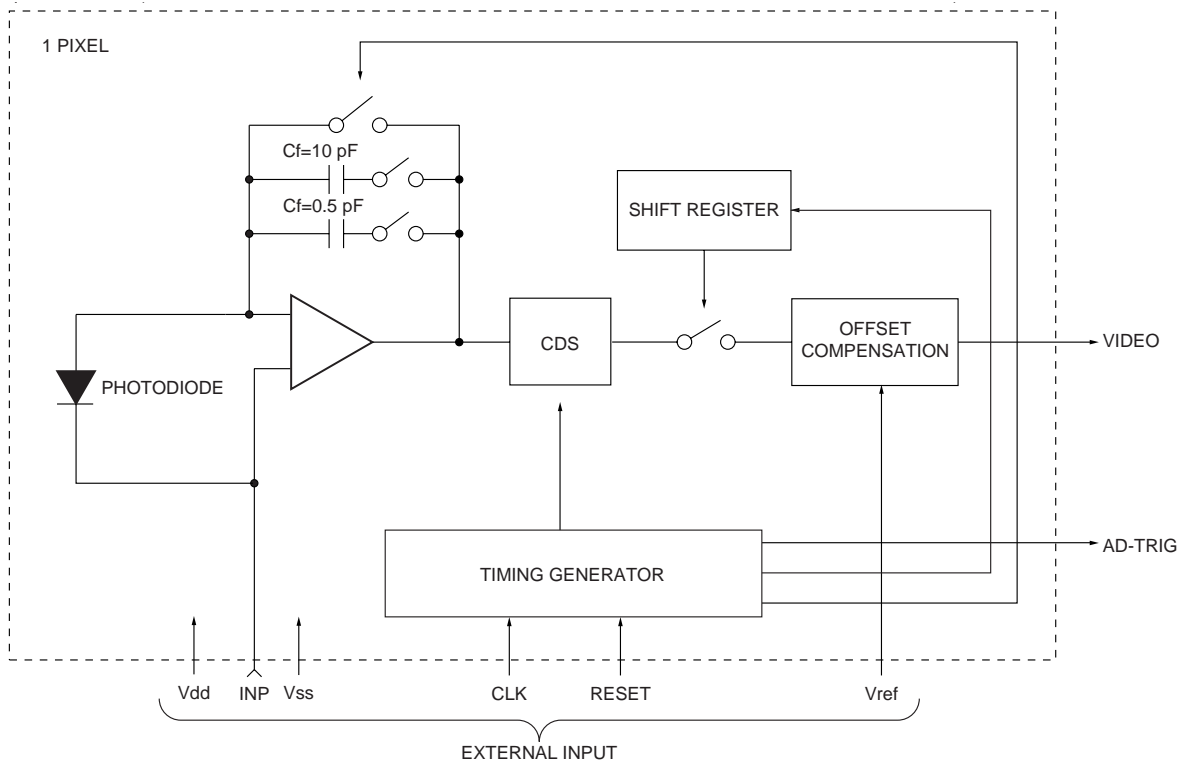 1 PIXEL
Cf=10 pF
Cf=0.5 pF
SHIFT REGISTER
PHOTODIODE
CDS
OFFSET
COMPENSATION
VIDEO
TIMING GENERATOR
AD-TRIG
Vdd
INP
Vss
CLK
RESET
Vref
EXTERNAL INPUT